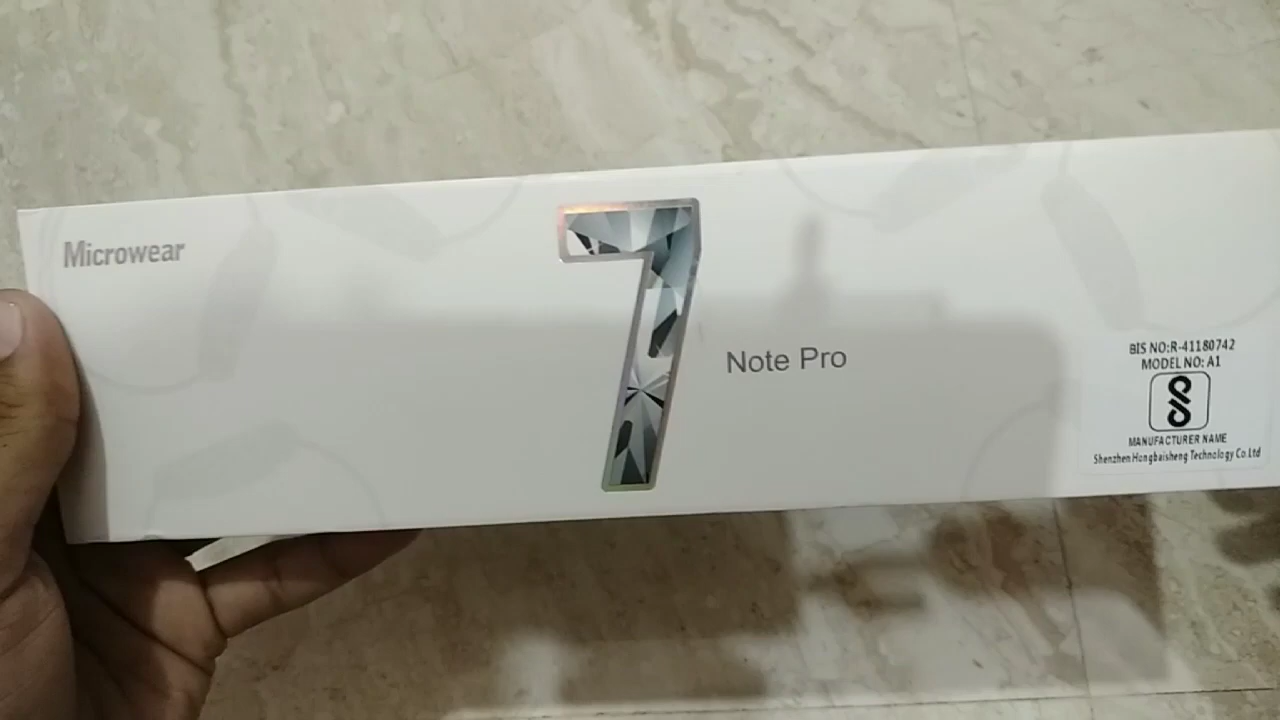 Microwear
7
Note Pro
BIS NO:R-41180742
MODEL NO: A1
MANUFACTURER NAME
Shenzhen Hongbaisheng Technology Co.Ltd